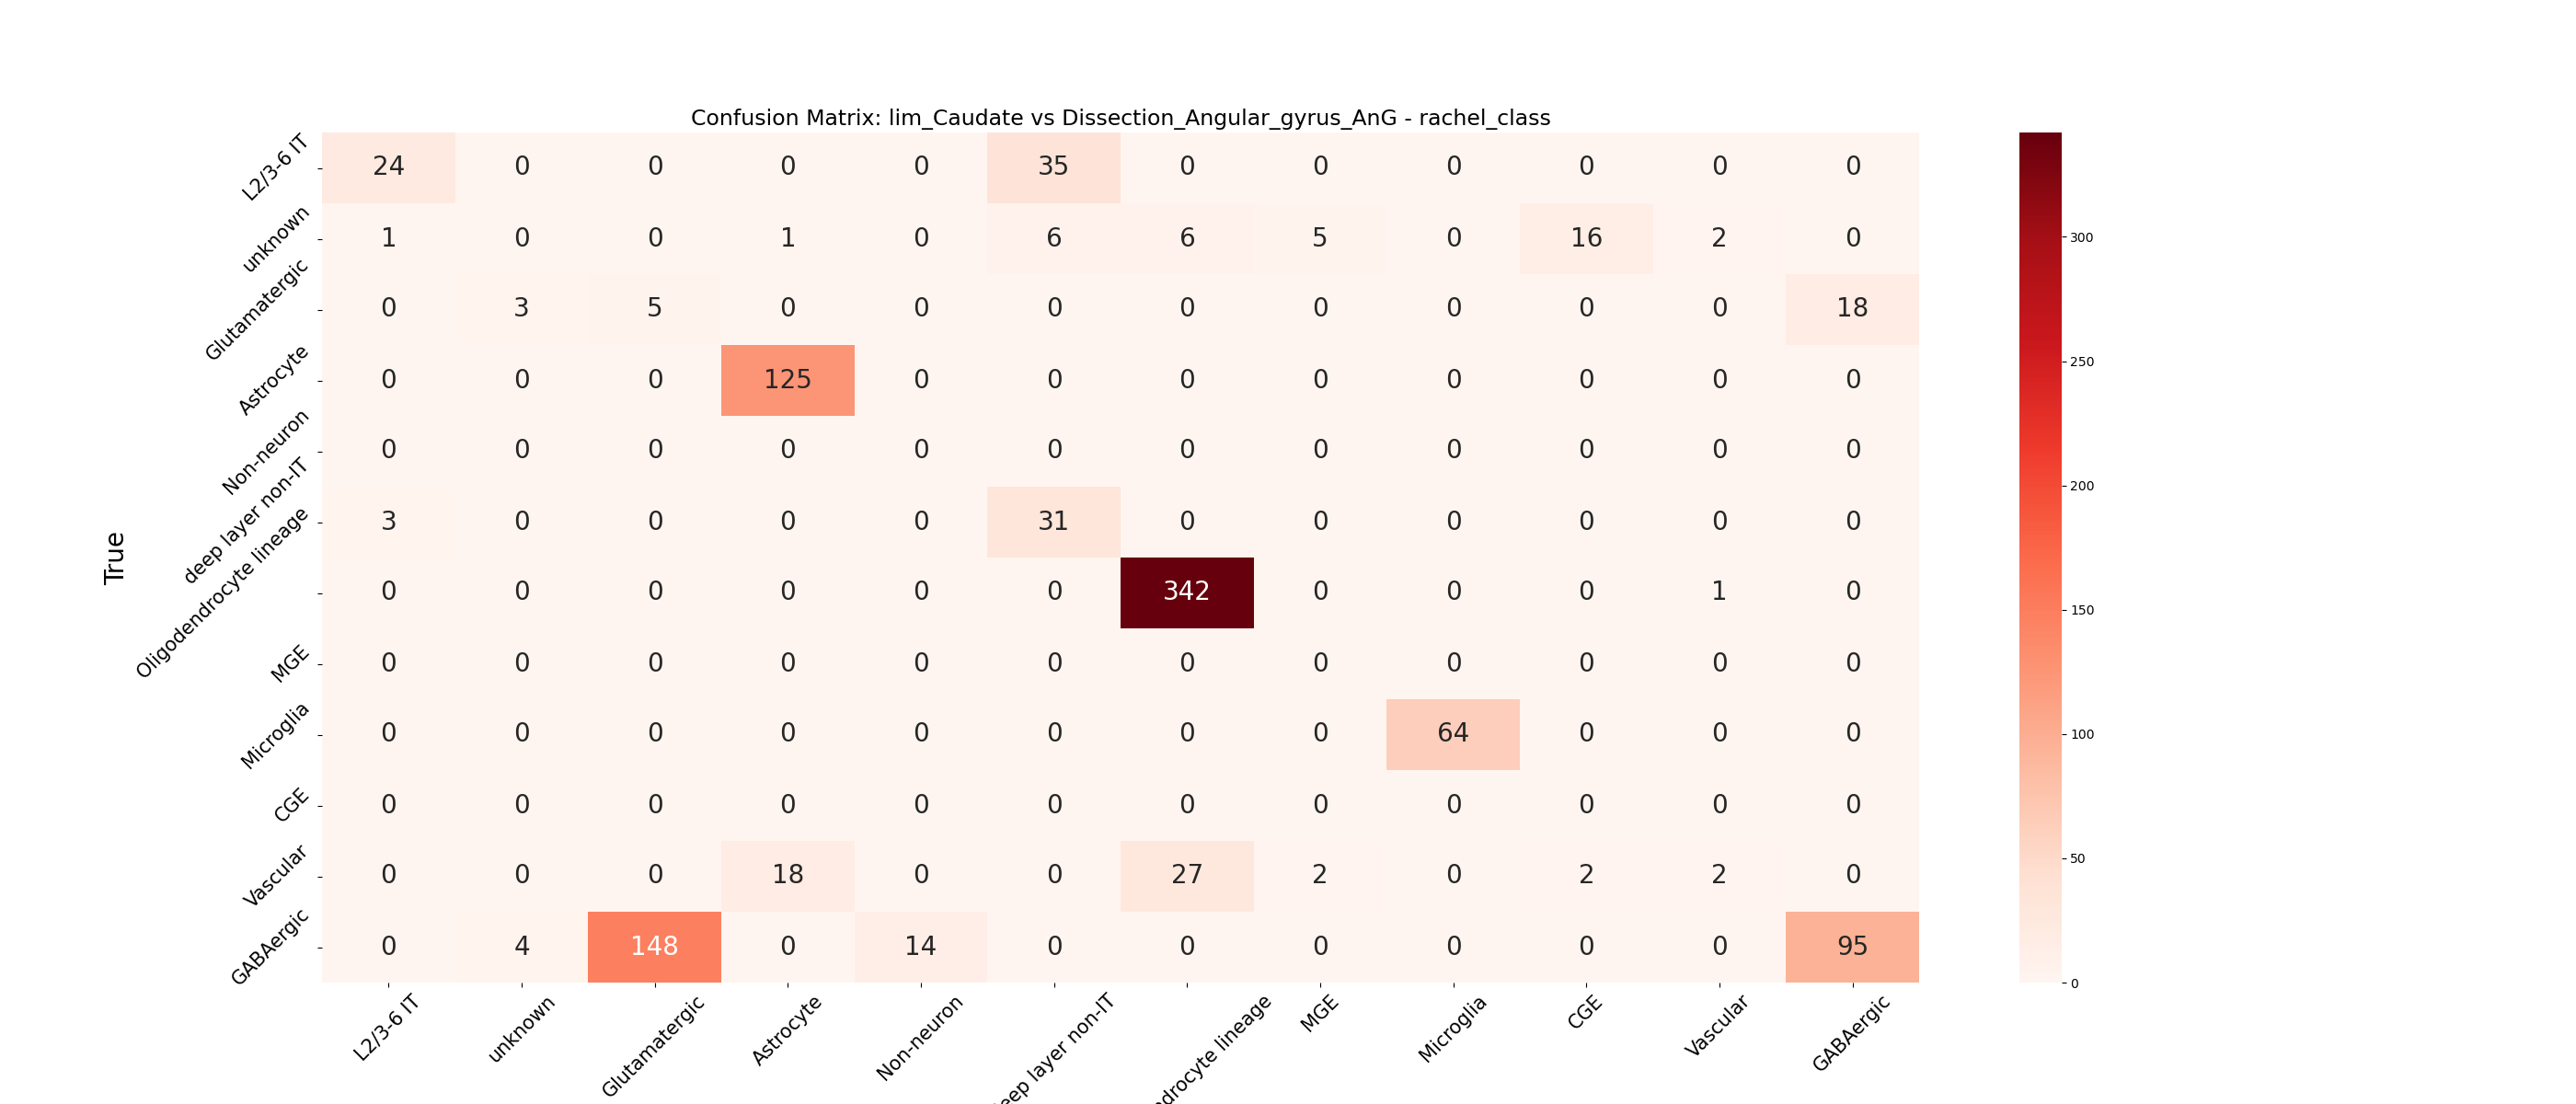 Confusion Matrix: lim_Caudate vs Dissection_Angular_gyrus_AnG - rachel_class
True
L2/3-6 IT 24 0 0 0 0 35 0 0 0 0 0 0
unknown 1 0 0 1 0 6 6 5 0 16 2 0
Glutamatergic 0 3 5 0 0 0 0 0 0 0 0 18
Astrocyte 0 0 0 125 0 0 0 0 0 0 0 0
Non-neuron 0 0 0 0 0 0 0 0 0 0 0 0
deep layer non-IT 3 0 0 0 0 31 0 0 0 0 0 0
Oligodendrocyte lineage 0 0 0 0 0 0 342 0 0 0 1 0
MGE 0 0 0 0 0 0 0 0 0 0 0 0
Microglia 0 0 0 0 0 0 0 0 64 0 0 0
CGE 0 0 0 0 0 0 0 0 0 0 0 0
Vascular 0 0 0 18 0 0 27 2 0 2 2 0
GABAergic 0 4 148 0 14 0 0 0 0 0 0 95
L2/3-6 IT
unknown
Glutamatergic
Astrocyte
Non-neuron
layer non-IT
lineage
MGE
Microglia
CGE
Vascular
GABAergic
300
250
200
150
100
50
0